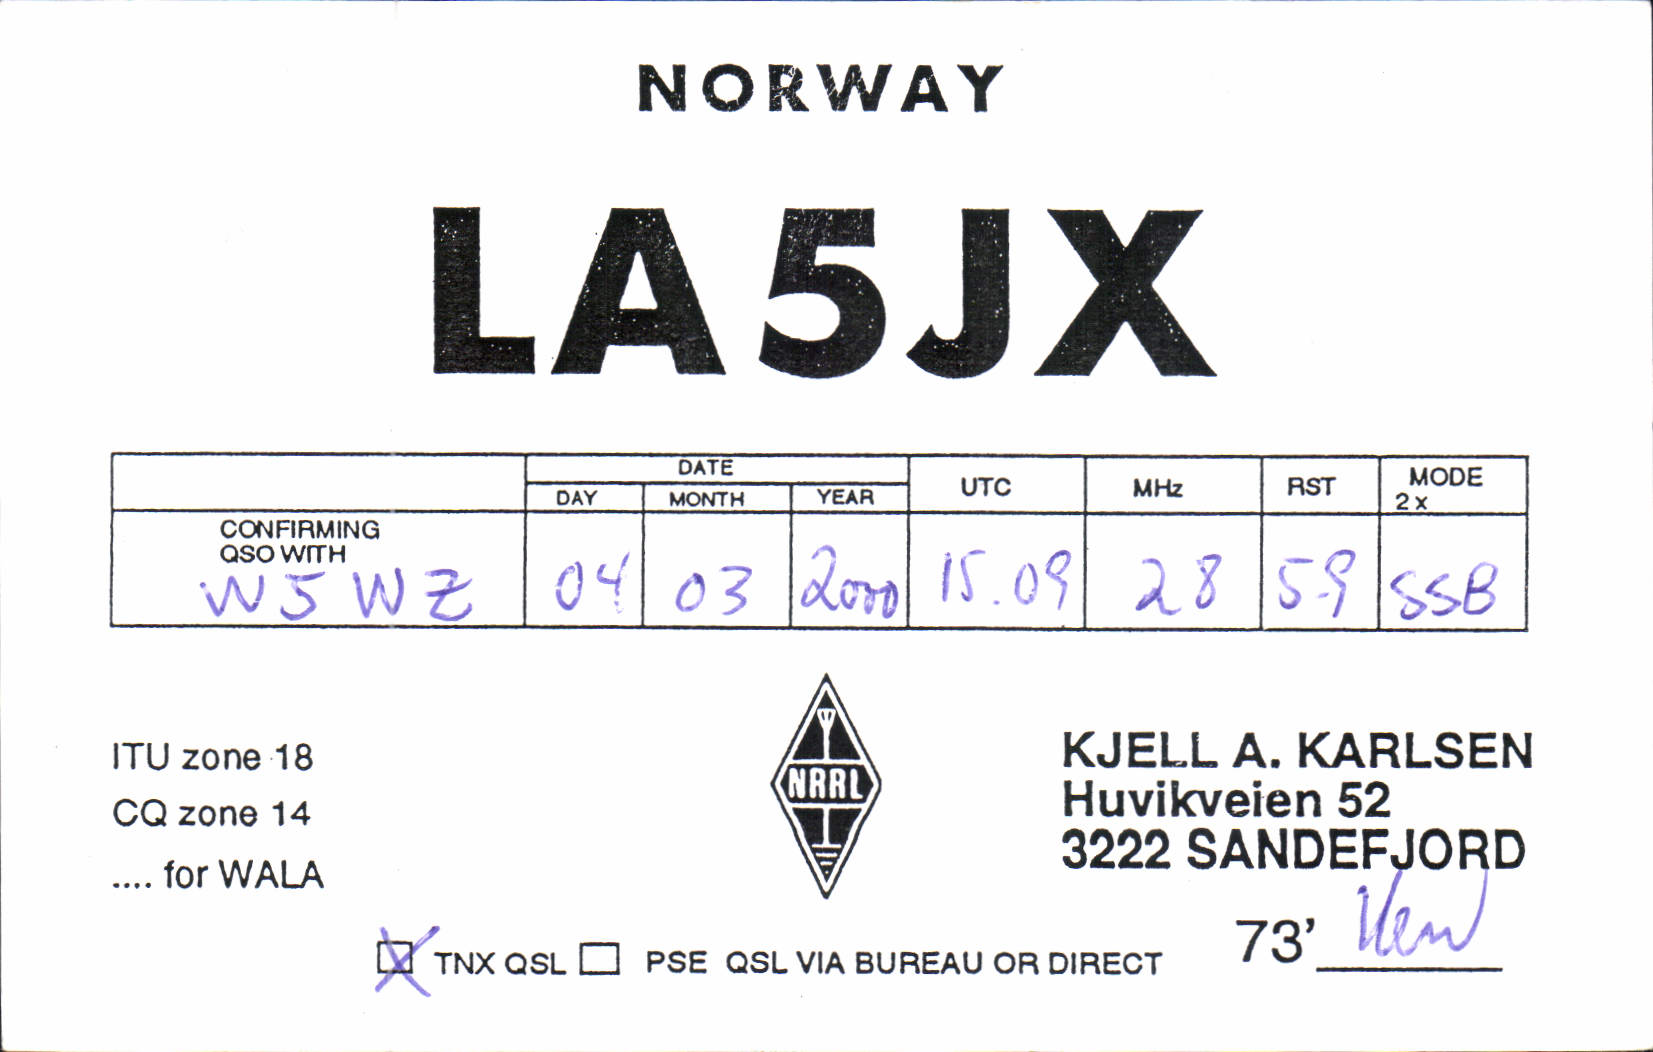 NORWAY
LA5JX
DATE
UTC
MHz
RST
MODE
2 x
DAY MONTH YEAR
CONFIRMING
QSO WITH
W5WZ 04 03 2000 15.09 28 59 SSB
ITU zone 18
CQ zone 14
.... for WALA
NRRL
KJELL A. KARLSEN
Huvikveien 52
3222 SANDEFJORD
73'
X TNX QSL PSE QSL VIA BUREAU OR DIRECT